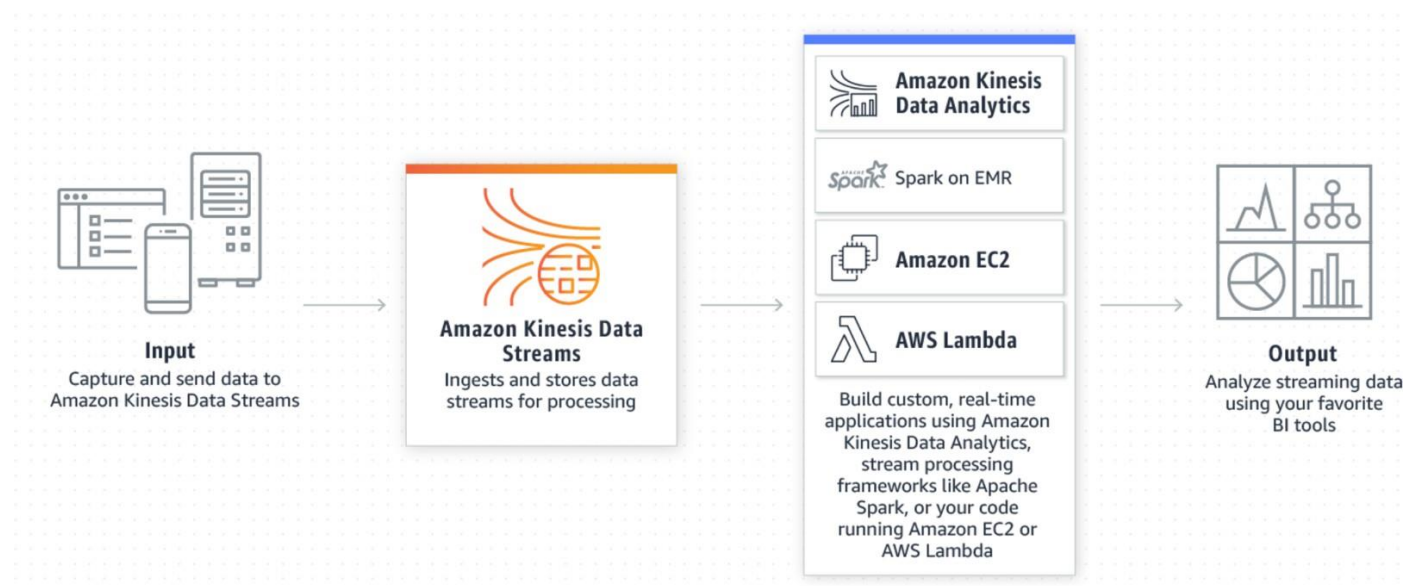 Input
Capture and send data to
Amazon Kinesis Data Streams
Amazon Kinesis Data
Streams
Ingests and stores data
streams for processing
Amazon Kinesis
Data Analytics
APACHE
Spark
Spark on EMR
Amazon EC2
AWS Lambda
Build custom, real-time
applications using Amazon
Kinesis Data Analytics,
stream processing
frameworks like Apache
Spark, or your code
running Amazon EC2 or
AWS Lambda
Output
Analyze streaming data
using your favorite
BI tools